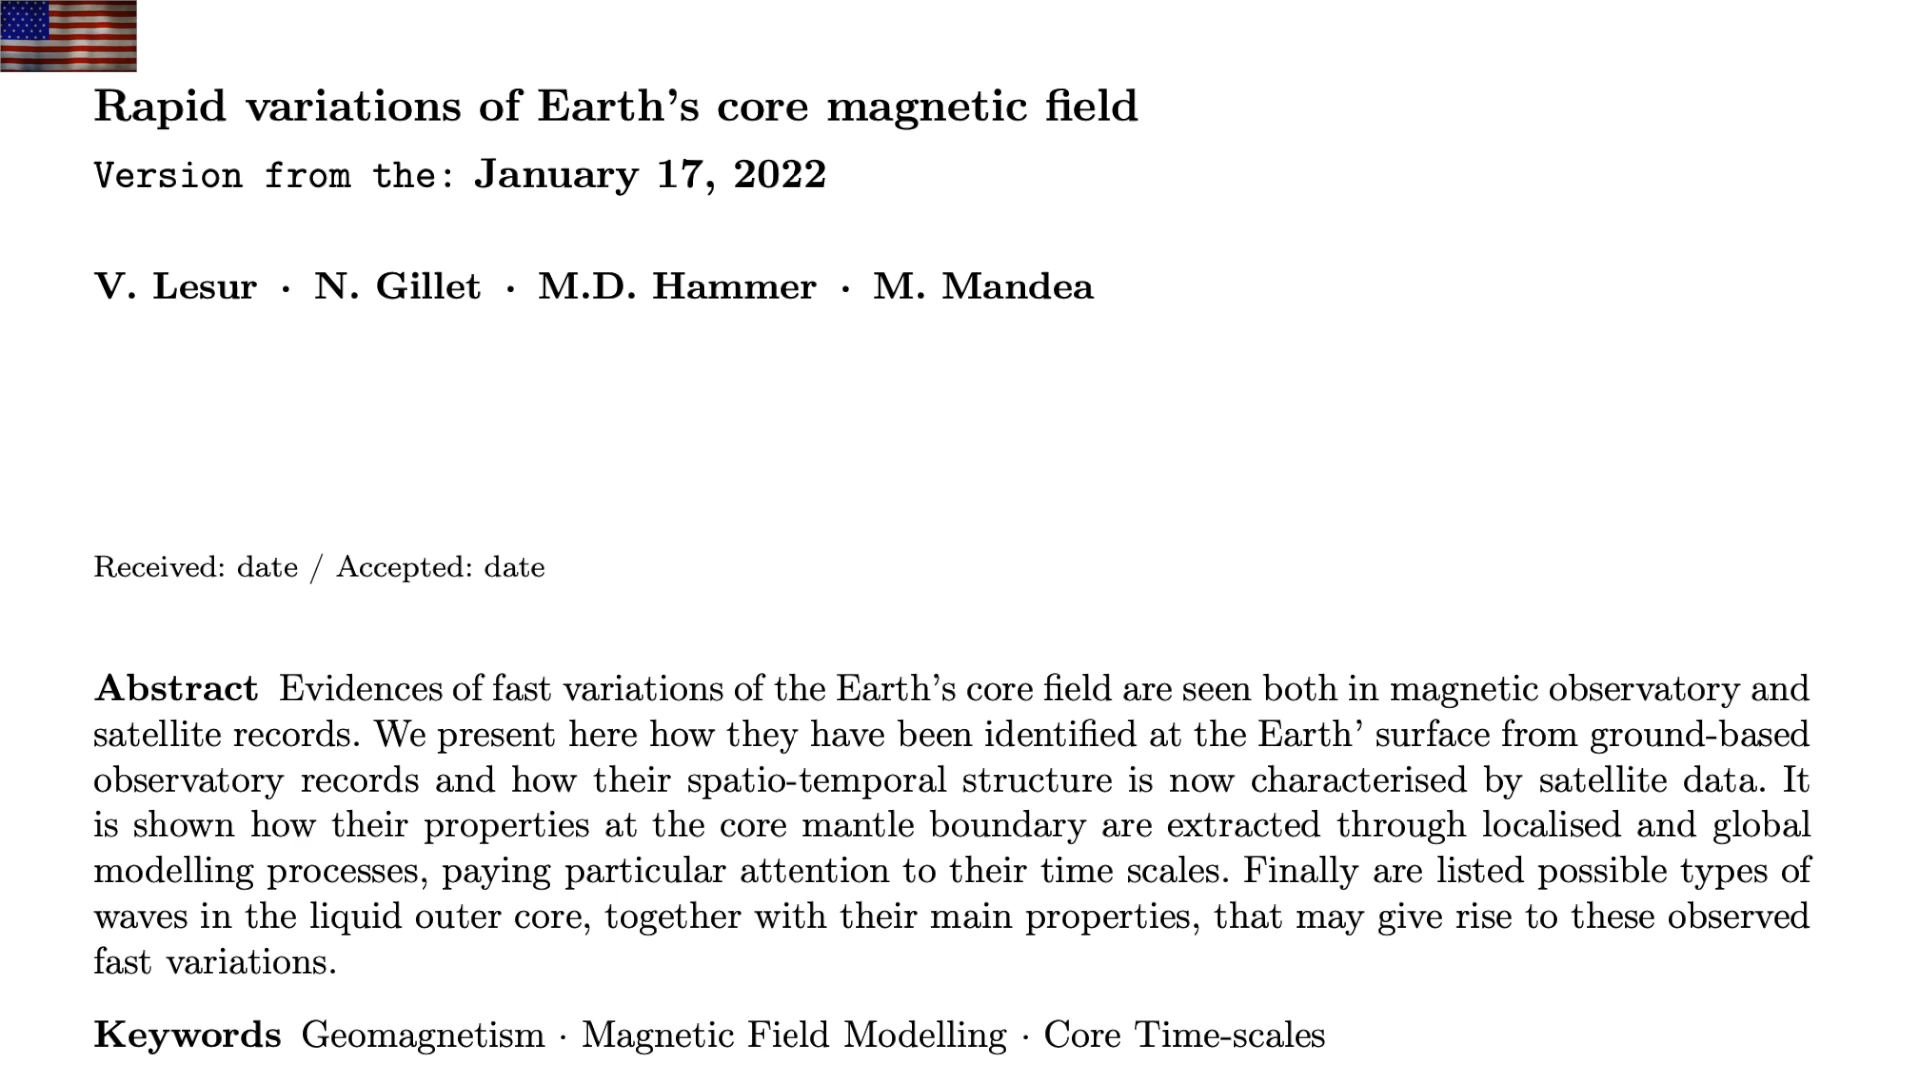 Rapid variations of Earth’s core magnetic field
Version from the: January 17, 2022
V. Lesur · N. Gillet · M.D. Hammer · M. Mandea
Received: date / Accepted: date
Abstract Evidences of fast variations of the Earth’s core field are seen both in magnetic observatory and
satellite records. We present here how they have been identified at the Earth’ surface from ground-based
observatory records and how their spatio-temporal structure is now characterised by satellite data. It
is shown how their properties at the core mantle boundary are extracted through localised and global
modelling processes, paying particular attention to their time scales. Finally are listed possible types of
waves in the liquid outer core, together with their main properties, that may give rise to these observed
fast variations.
Keywords Geomagnetism · Magnetic Field Modelling · Core Time-scales